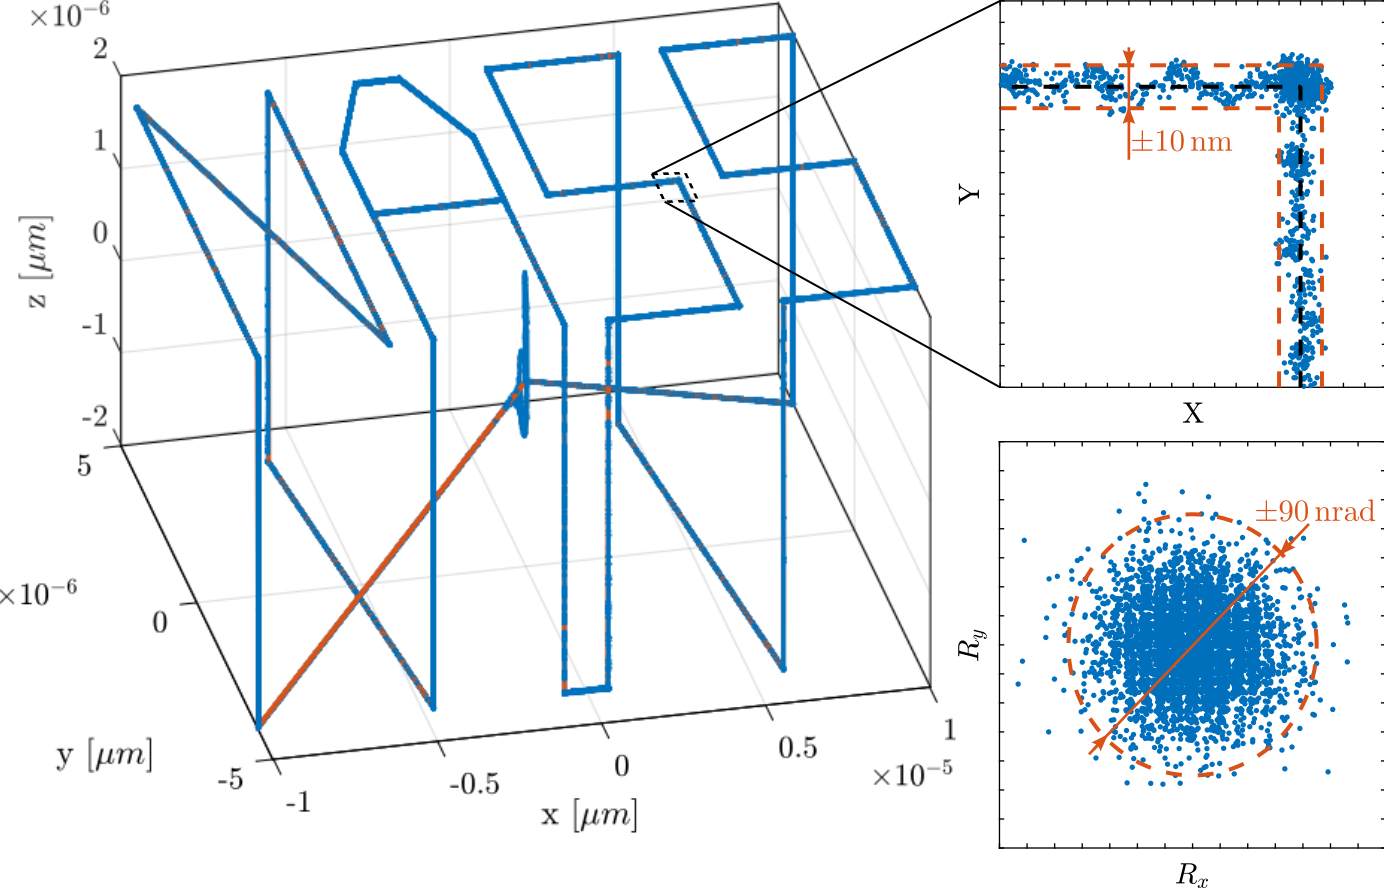 ×10⁻⁶
2
1
0
-1
-2
z [μm]
5
0
-5
×10⁻⁶
y [μm]
-1
-0.5
0
0.5
1
×10⁻⁵
x [μm]
±10 nm
Y
X
±90 nrad
R_y
R_x